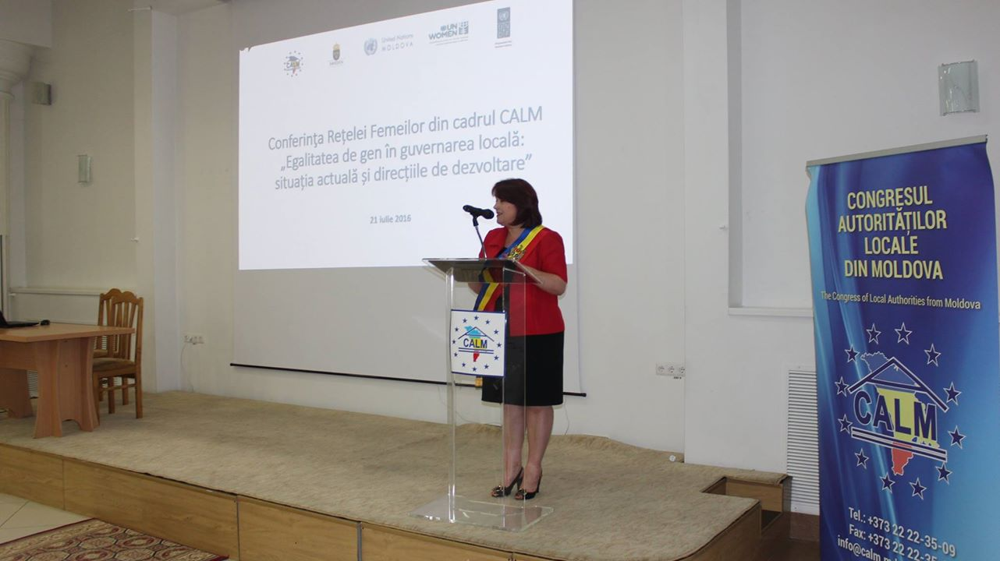 CALM
SWEDEN
United Nations
MOLDOVA
UN
WOMEN
Conferința Rețelei Femeilor din cadrul CALM
„Egalitatea de gen în guvernarea locală:
situația actuală și direcțiile de dezvoltare”
21 iulie 2016
CALM
CONGRESUL
AUTORITĂȚILOR
LOCALE
DIN MOLDOVA
The Congress of Local Authorities from Moldova
CALM
Tel.: +373 22 22-35-09
Fax: +373 22 22-35
info@calm.m